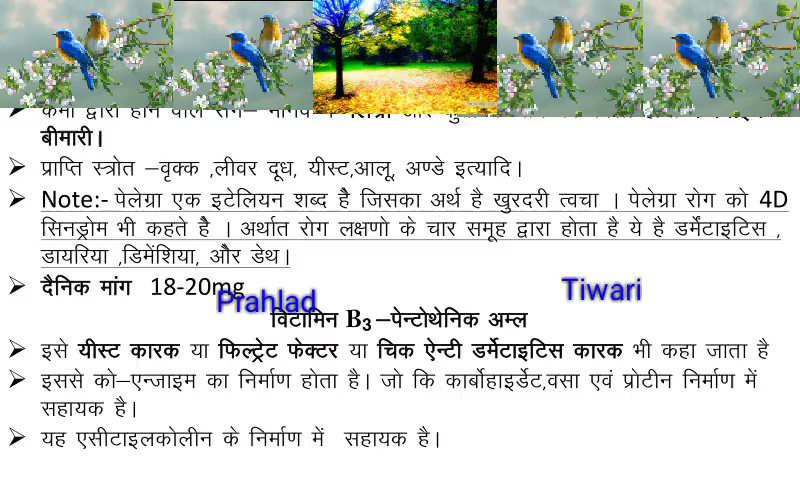 बीमारी।
➢ प्राप्ति स्त्रोत –वृक्क ,लीवर दूध, यीस्ट,आलू, अण्डे इत्यादि।
➢ Note:- पेलेग्रा एक इटेलियन शब्द है जिसका अर्थ है खुरदरी त्वचा । पेलेग्रा रोग को 4D
सिनड्रोम भी कहते है । अर्थात रोग लक्षणो के चार समूह द्वारा होता है ये है डर्मेंटाइटिस ,
डायरिया ,डिमेंशिया, और डेथ।
➢ दैनिक मांग 18-20mg
Prahlad Tiwari
विटामिन B₃–पेन्टोथेनिक अम्ल
➢ इसे यीस्ट कारक या फिल्ट्रेट फेक्टर या चिक ऐन्टी डर्मेटाइटिस कारक भी कहा जाता है
➢ इससे को–एन्जाइम का निर्माण होता है। जो कि कार्बोहाइडेंट,वसा एवं प्रोटीन निर्माण में
सहायक है।
➢ यह एसीटाइलकोलीन के निर्माण में सहायक है।